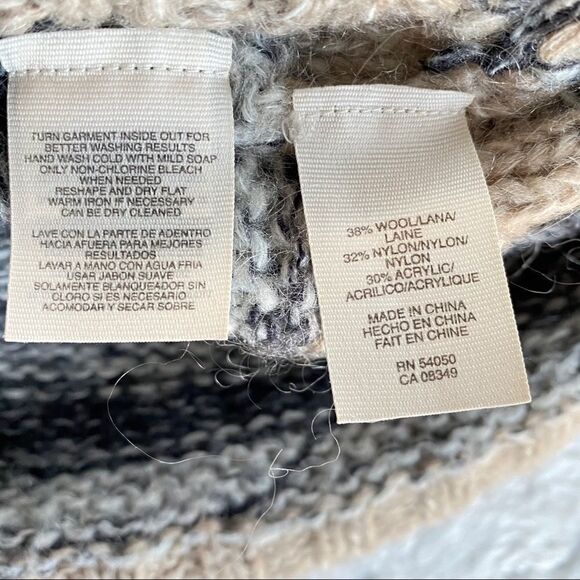 TURN GARMENT INSIDE OUT FOR
BETTER WASHING RESULTS
HAND WASH COLD WITH MILD SOAP
ONLY NON-CHLORINE BLEACH
WHEN NEEDED
RESHAPE AND DRY FLAT
WARM IRON IF NECESSARY
CAN BE DRY CLEANED
LAVE CON LA PARTE DE ADENTRO
HACIA AFUERA PARA MEJORES
RESULTADOS
LAVAR A MANO CON AGUA FRIA
USAR JABON SUAVE
SOLAMENTE BLANQUEADOR SIN
CLORO SI ES NECESARIO
ACOMODAR Y SECAR SOBRE
38% WOOL/LANA/
LAINE
32% NYLON/NYLON/
NYLON
30% ACRYLIC/
ACRILICO/ACRYLIC
MADE IN CHINA
HECHO EN CHINA
FAIT EN CHINE
RN 54050
CA 08349